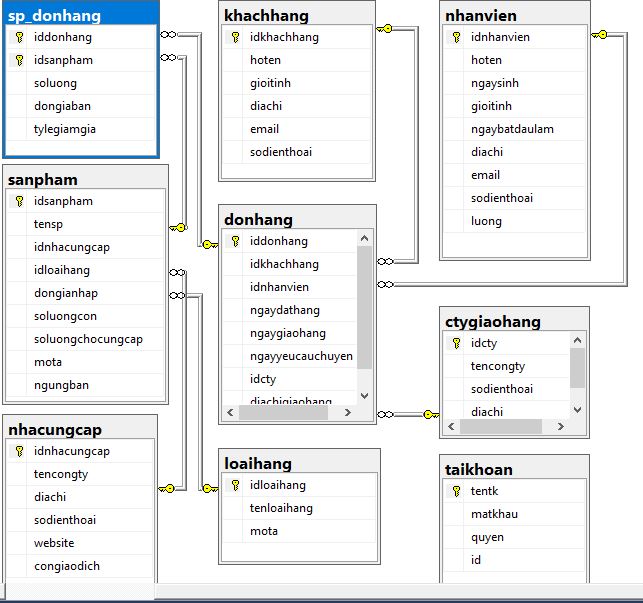 sp_donhang
iddonhang
idsanpham
soluong
dongiaban
tylegiamgia
khachhang
idkhachhang
hoten
gioitinh
diachi
email
sodienthoai
nhanvien
idnhanvien
hoten
ngaysinh
gioitinh
ngaybatdaulam
diachi
email
sodienthoai
luong
sanpham
idsanpham
tensp
idnhacungcap
idloaihang
dongianhap
soluongcon
soluongchocungcap
mota
ngungban
donhang
iddonhang
idkhachhang
idnhanvien
ngaydathang
ngaygiaohang
ngayyeucauchuyen
idcty
diachigiaohang
ctygiaohang
idcty
tencongty
sodienthoai
diachi
nhacungcap
idnhacungcap
tencongty
diachi
sodienthoai
website
congiaodich
loaihang
idloaihang
tenloaihang
mota
taikhoan
tentk
matkhau
quyen
id